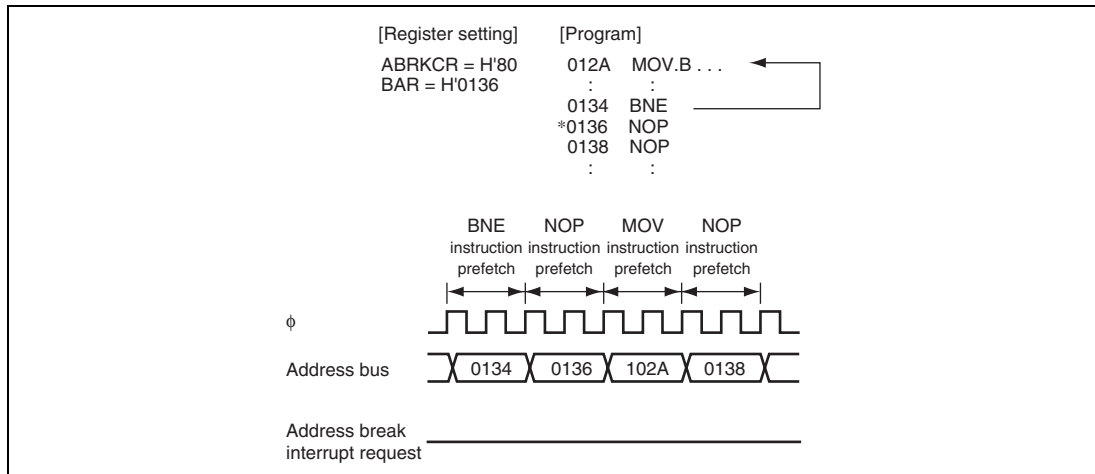 [Register setting] [Program]
ABRKCR = H'80 012A MOV.B . . .
BAR = H'0136 : :
0134 BNE
*0136 NOP
0138 NOP
: :
BNE NOP MOV NOP
instruction instruction instruction instruction
prefetch prefetch prefetch prefetch
ϕ
Address bus 0134 0136 102A 0138
Address break
interrupt request